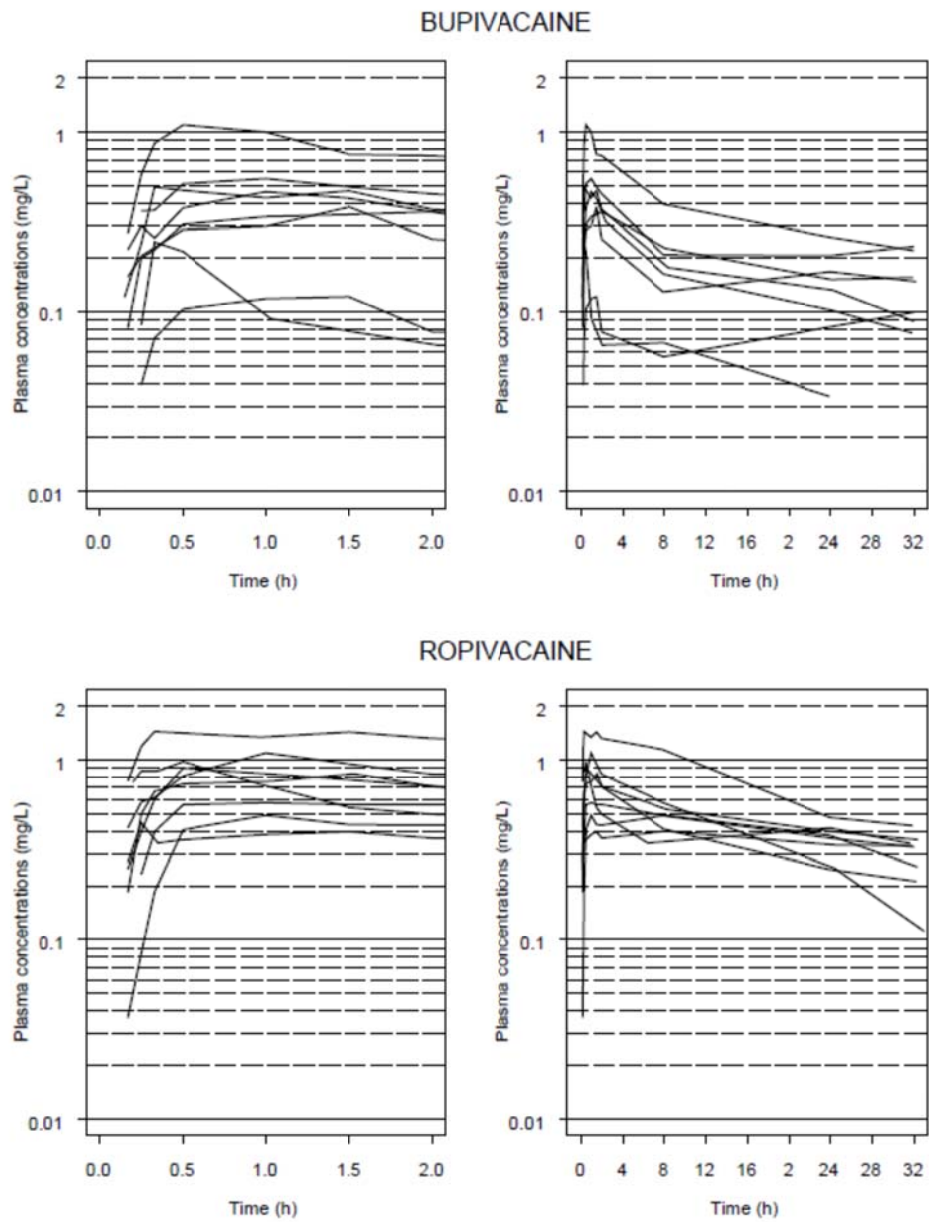 BUPIVACAINE
Plasma concentrations (mg/L)
2
1
0.1
0.01
0.0 0.5 1.0 1.5 2.0
Time (h)
Plasma concentrations (mg/L)
2
1
0.1
0.01
0 4 8 12 16 2 24 28 32
Time (h)
ROPIVACAINE
Plasma concentrations (mg/L)
2
1
0.1
0.01
0.0 0.5 1.0 1.5 2.0
Time (h)
Plasma concentrations (mg/L)
2
1
0.1
0.01
0 4 8 12 16 2 24 28 32
Time (h)